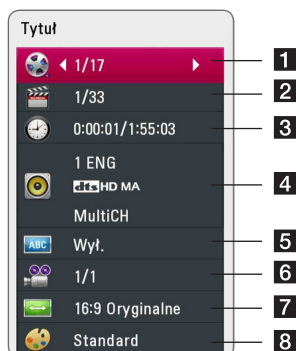 Tytuł
1/17 1
1/33 2
0:00:01/1:55:03 3
1 ENG
dts HD MA 4
MultiCH
ABC Wył. 5
1/1 6
16:9 Oryginalne 7
Standard 8